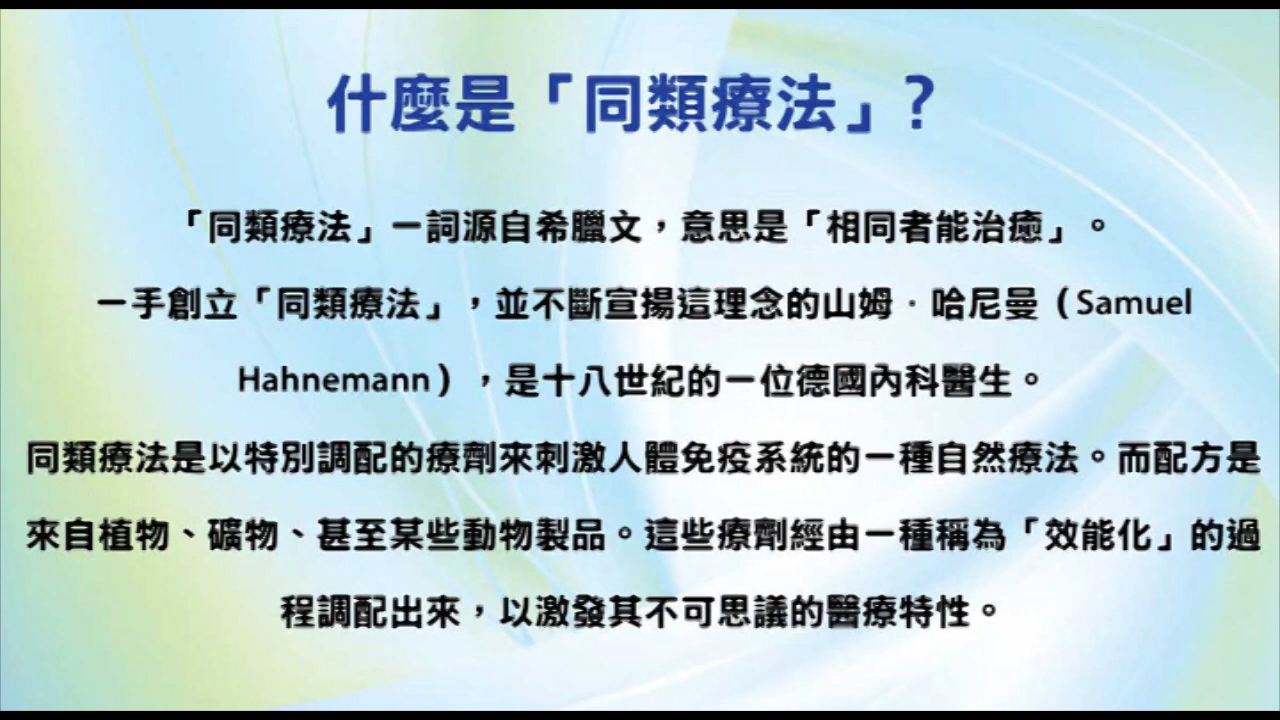 什麼是「同類療法」?
「同類療法」一詞源自希臘文，意思是「相同者能治癒」。
一手創立「同類療法」，並不斷宣揚這理念的山姆．哈尼曼（Samuel
Hahnemann），是十八世紀的一位德國內科醫生。
同類療法是以特別調配的療劑來刺激人體免疫系統的一種自然療法。而配方是
來自植物、礦物、甚至某些動物製品。這些療劑經由一種稱為「效能化」的過
程調配出來，以激發其不可思議的醫療特性。